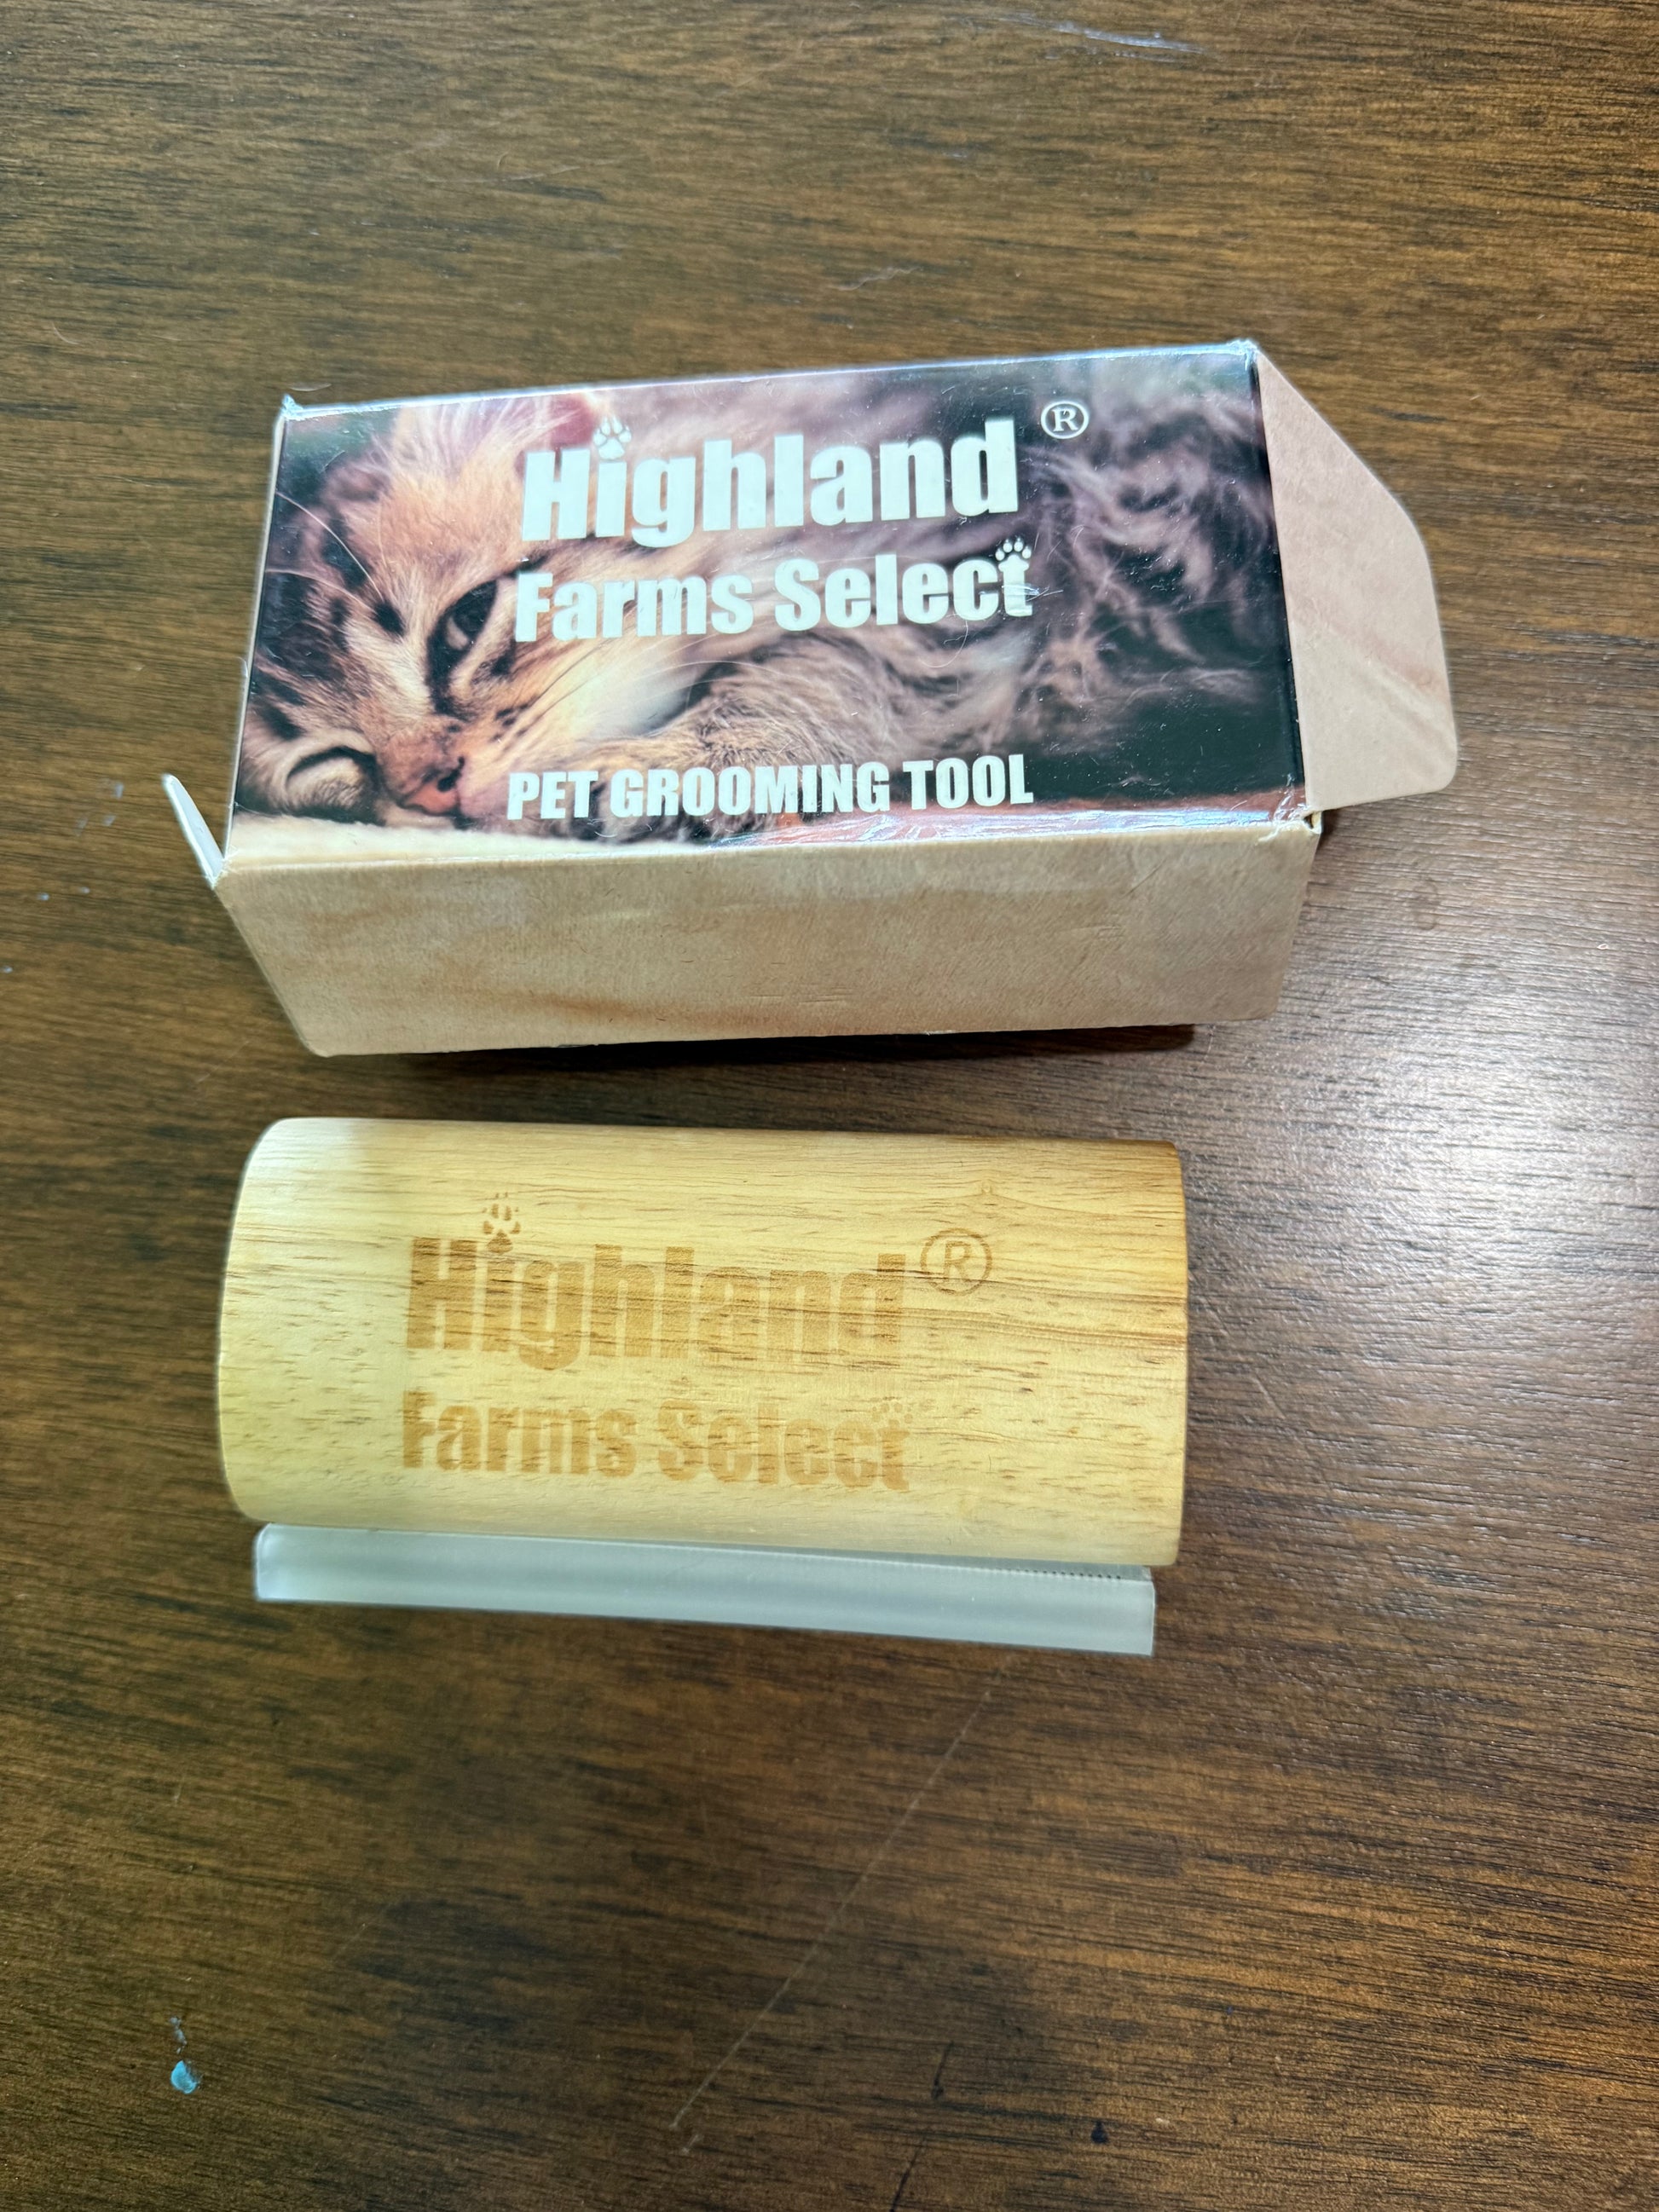 Highland ®
Farms Select
PET GROOMING TOOL
Highland ®
Farms Select